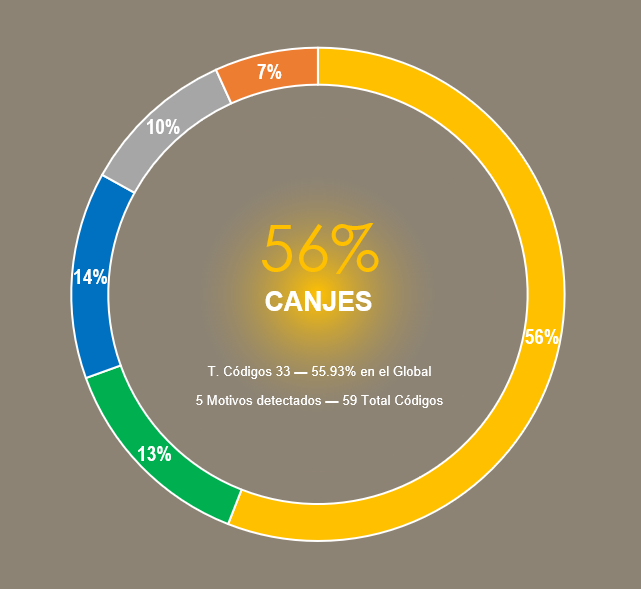 7%
10%
56%
14%
CANJES
56%
T. Códigos 33 — 55.93% en el Global
5 Motivos detectados — 59 Total Códigos
13%